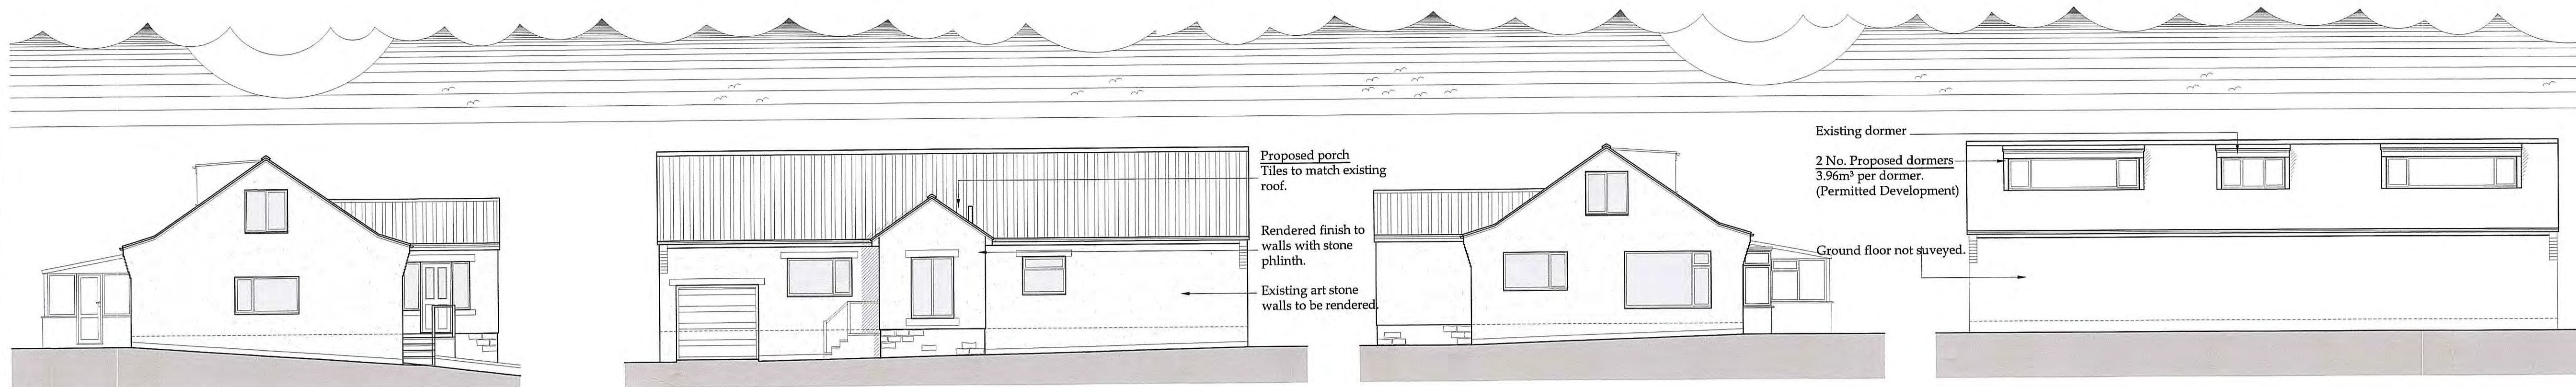 Proposed porch
Tiles to match existing
roof.
Rendered finish to
walls with stone
phlinth.
Existing art stone
walls to be rendered.
Existing dormer
2 No. Proposed dormers
3.96m³ per dormer.
(Permitted Development)
Ground floor not suveyed.